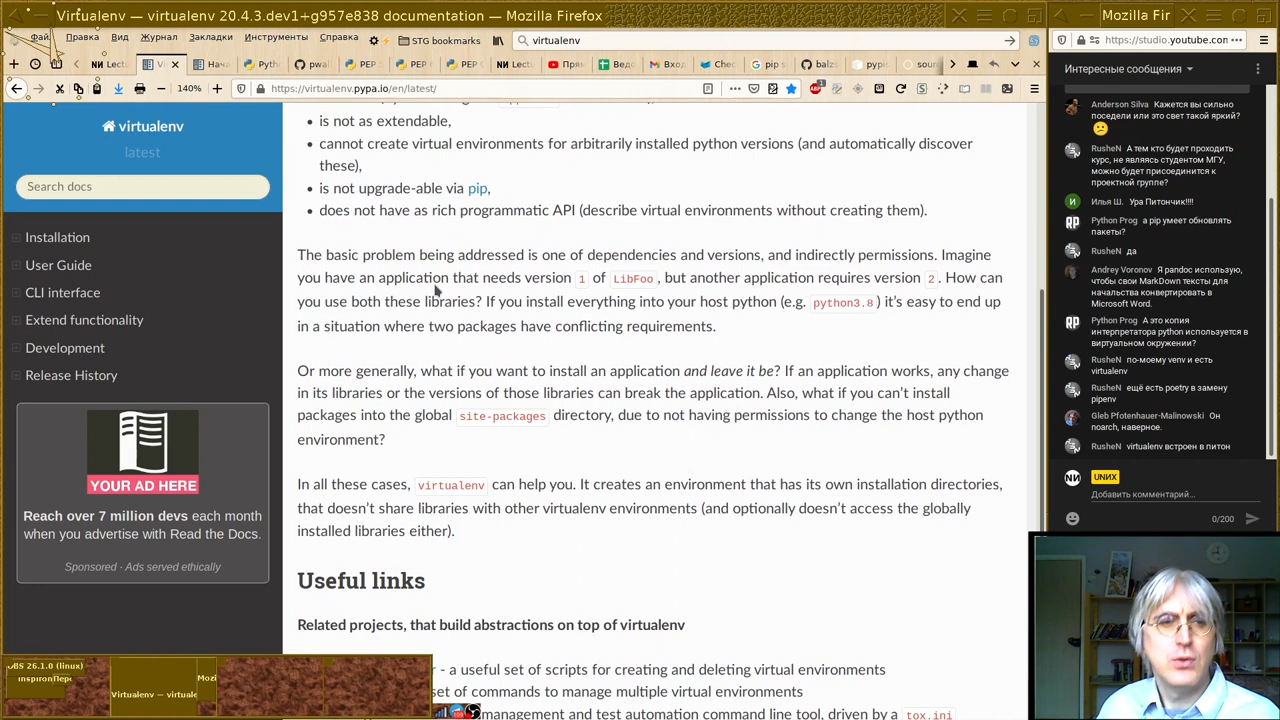 Virtualenv — virtualenv 20.4.3.dev1+g957e838 documentation — Mozilla Firefox
Mozilla Fir
Правка Вид Журнал Закладки Инструменты Справка
STG bookmarks
virtualenv
https://studio.youtube.con
140%
https://virtualenv.pypa.io/en/latest/
virtualenv
latest
Search docs
Installation
User Guide
CLI interface
Extend functionality
Development
Release History
YOUR AD HERE
Reach over 7 million devs each month
when you advertise with Read the Docs.
Sponsored · Ads served ethically
is not as extendable,
cannot create virtual environments for arbitrarily installed python versions (and automatically discover
these),
is not upgrade-able via pip,
does not have as rich programmatic API (describe virtual environments without creating them).
The basic problem being addressed is one of dependencies and versions, and indirectly permissions. Imagine
you have an application that needs version 1 of LibFoo, but another application requires version 2. How can
you use both these libraries? If you install everything into your host python (e.g. python3.8) it’s easy to end up
in a situation where two packages have conflicting requirements.
Or more generally, what if you want to install an application and leave it be? If an application works, any change
in its libraries or the versions of those libraries can break the application. Also, what if you can’t install
packages into the global site-packages directory, due to not having permissions to change the host python
environment?
In all these cases, virtualenv can help you. It creates an environment that has its own installation directories,
that doesn’t share libraries with other virtualenv environments (and optionally doesn’t access the globally
installed libraries either).
Useful links
Related projects, that build abstractions on top of virtualenv
- a useful set of scripts for creating and deleting virtual environments
set of commands to manage multiple virtual environments
management and test automation command line tool, driven by a tox.ini
OBS 26.1.0 (linux)
Virtualenv — virtuale
Mozi
Интересные сообщения
Anderson Silva Кажется вы сильно
поседели или это свет такой яркий?
RusheN А тем кто будет проходить
курс, не являясь студентом МГУ,
можно будет присоединится к
проектной группе?
Илья Ш. Ура Питончик!!!!
Python Prog а pip умеет обновлять
пакеты?
RusheN да
Andrey Voronov Я pandoc использую,
чтобы свои MarkDown тексты для
начальства конвертировать в
Microsoft Word.
Python Prog А это копия
интерпретатора python используется в
виртуальном окружении?
RusheN по-моему venv и есть
virtualenv
RusheN ещё есть poetry в замену
pipenv
Gleb Pfotenhauer-Malinowski Он
noarch, наверное.
RusheN virtualenv встроен в питон
UNИX
Добавить комментарий...
0/200